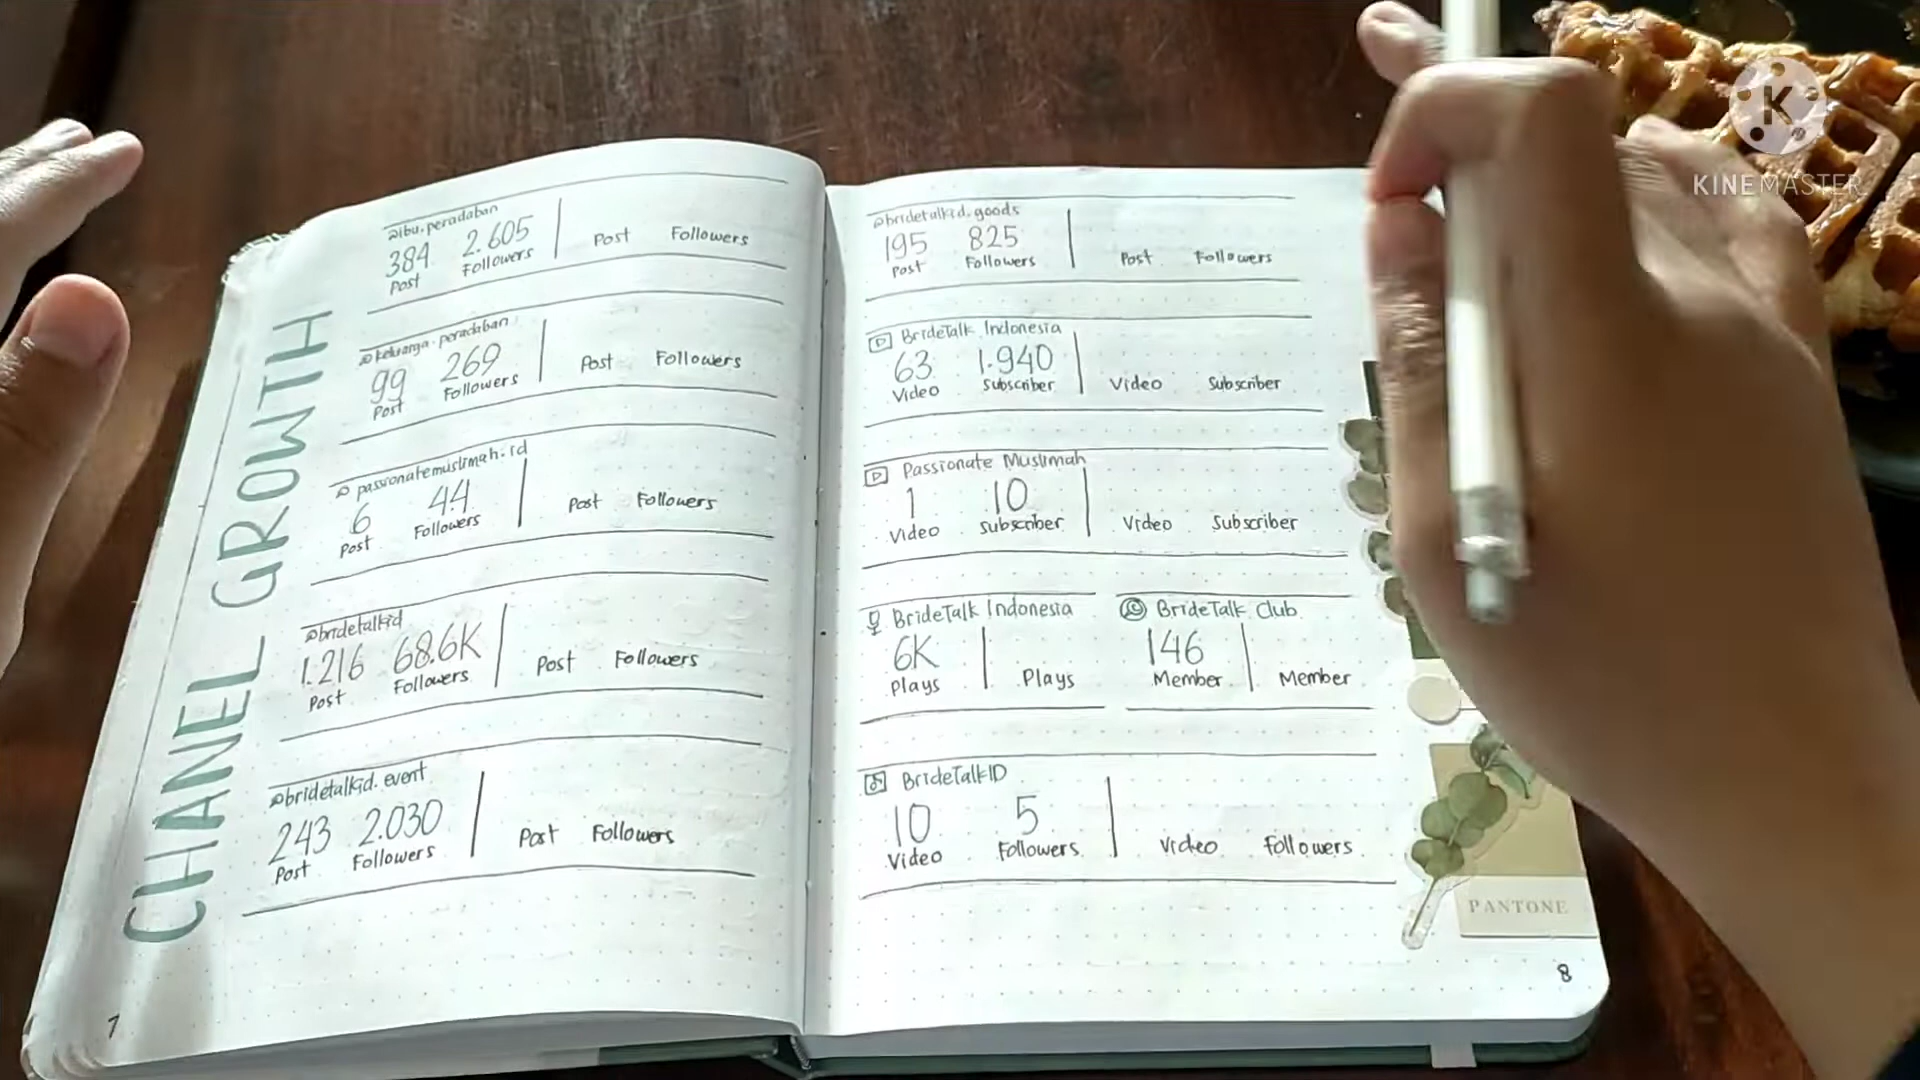 CHANNEL GROWTH
@ibu.peradaban
384 2.605
Post Followers
Post Followers
@keluarga.peradaban
99 269
Post Followers
Post Followers
@passionatemuslimah.id
6 44
Post Followers
Post Followers
@bridetalkid
1.216 68.6K
Post Followers
Post Followers
@bridetalkid.event
243 2.030
Post Followers
Post Followers
7
@bridetalkid.goods
195 825
Post Followers
Post Followers
BrideTalk Indonesia
63 1.940
Video Subscriber
Video Subscriber
Passionate Muslimah
1 10
Video Subscriber
Video Subscriber
BrideTalk Indonesia
6K
Plays
Plays
BrideTalk Club
146
Member
Member
BrideTalkID
10 5
Video Followers
Video Followers
PANTONE
8
K
KINEMASTER